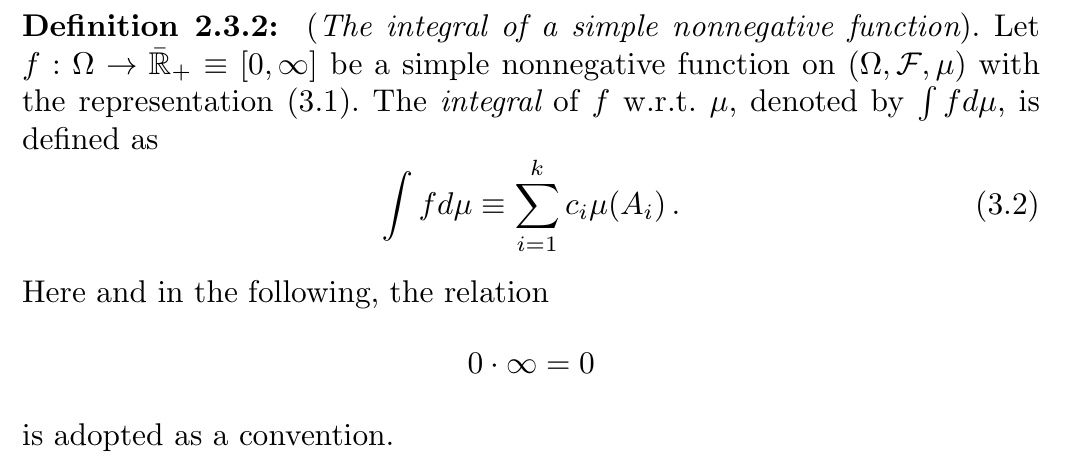 Definition 2.3.2: (The integral of a simple nonnegative function). Let
f : Ω → ℝ̄₊ ≡ [0, ∞] be a simple nonnegative function on (Ω, ℱ, μ) with
the representation (3.1). The integral of f w.r.t. μ, denoted by ∫ fdμ, is
defined as
∫ fdμ ≡ ∑_{i=1}^{k} c_i μ(A_i) . (3.2)
Here and in the following, the relation
0 · ∞ = 0
is adopted as a convention.